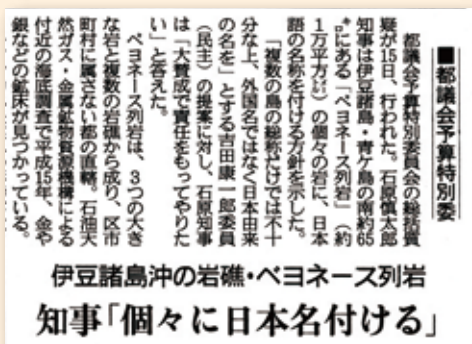 ■都議会予算特別委
都議会予算特別委員会の総括質
疑が15日、行われた。石原慎太郎
知事は伊豆諸島・青ケ島の南約65
㌔にある「ベヨネース列岩」(約
1万平方㍍)の個々の岩に、日本
語の名称を付ける方針を示した。
「複数の島の総称だけでは不十
分な上、外国名ではなく日本由来
の名を」とする吉田康一郎委員
(民主)の提案に対し、石原知事
は「大賛成で責任をもってやりた
い」と答えた。
ベヨネース列岩は、3つの大き
な岩と複数の岩礁から成り、区市
町村に属さない都の直轄。石油天
然ガス・金属鉱物資源機構による
付近の海底調査で平成15年、金や
銀などの鉱床が見つかっている。
伊豆諸島沖の岩礁・ベヨネース列岩
知事「個々に日本名付ける」